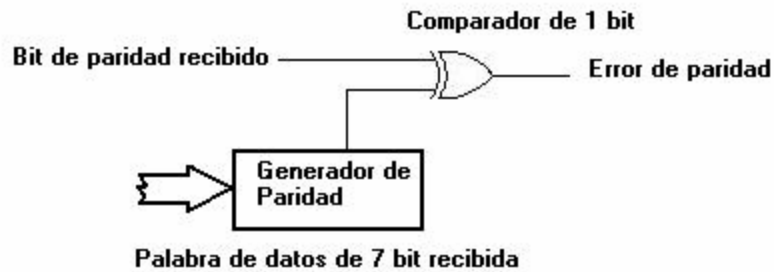 Comparador de 1 bit
Bit de paridad recibido
Error de paridad
Generador de
Paridad
Palabra de datos de 7 bit recibida